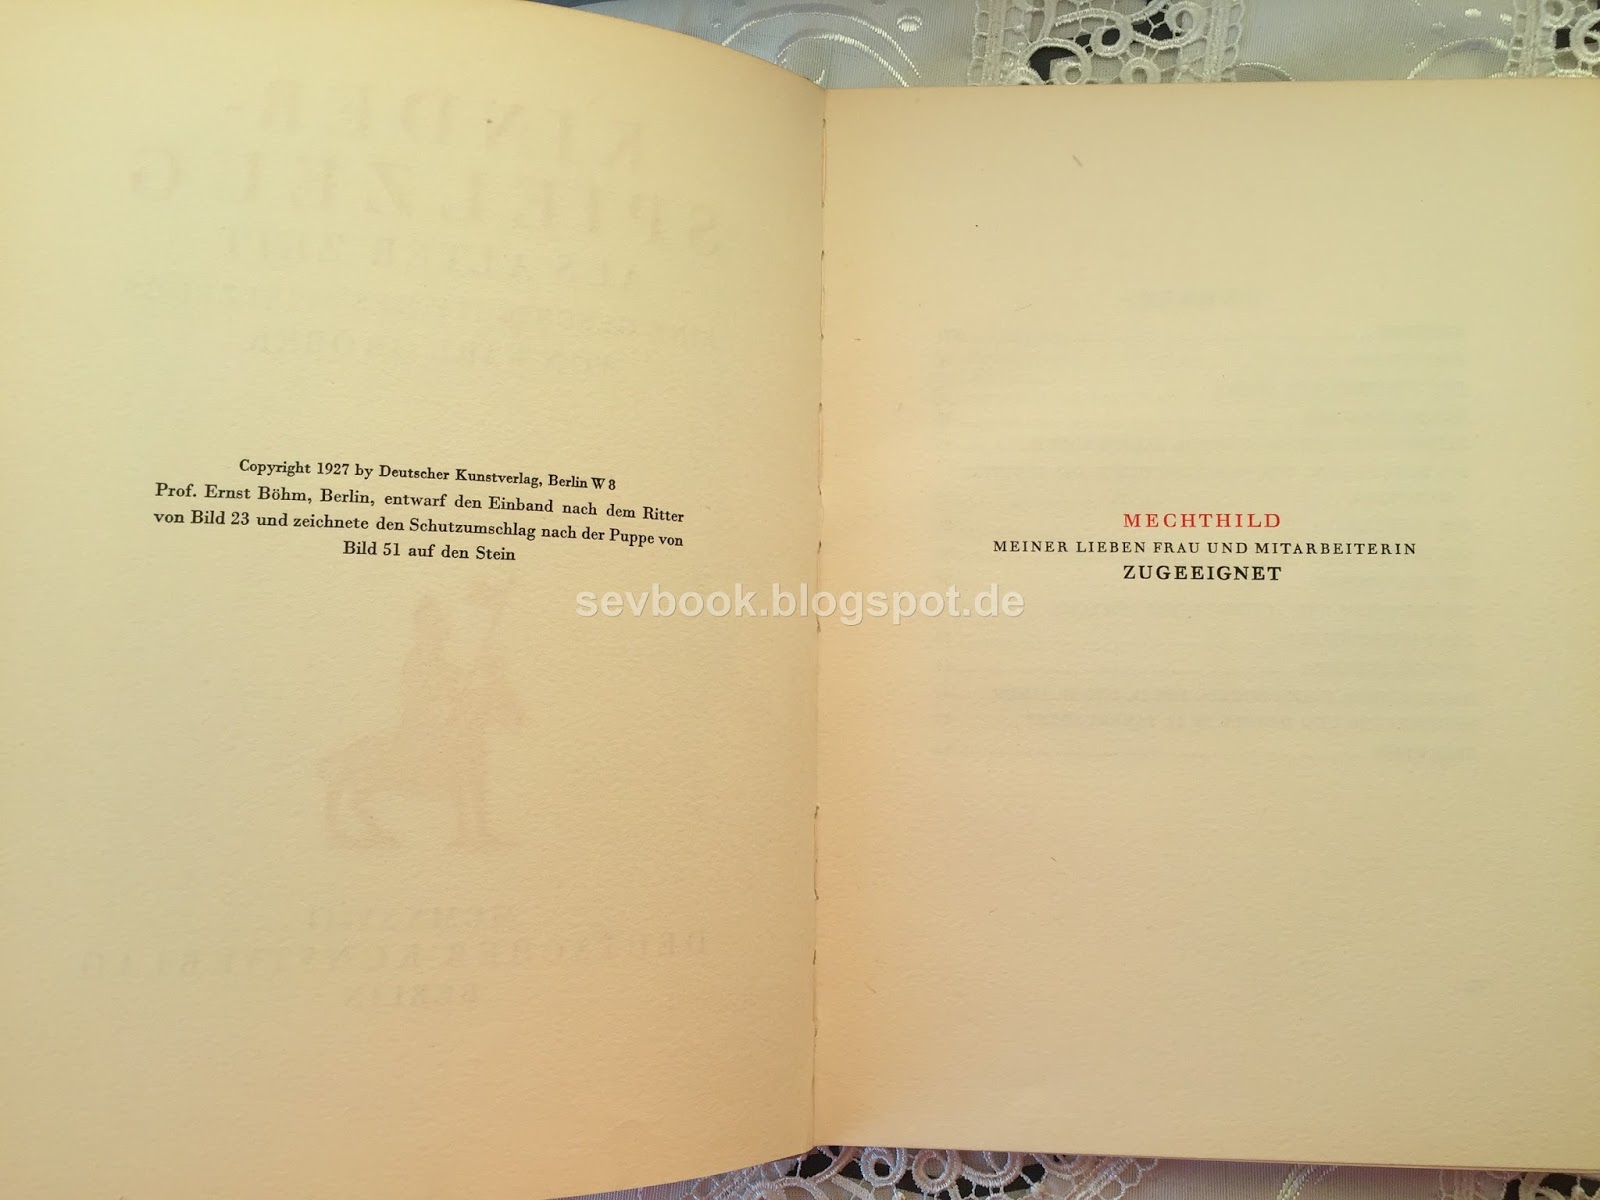 Copyright 1927 by Deutscher Kunstverlag, Berlin W 8
Prof. Ernst Böhm, Berlin, entwarf den Einband nach dem Ritter
von Bild 23 und zeichnete den Schutzumschlag nach der Puppe von
Bild 51 auf den Stein
MECHTHILD
MEINER LIEBEN FRAU UND MITARBEITERIN
ZUGEEIGNET
sevbook.blogspot.de